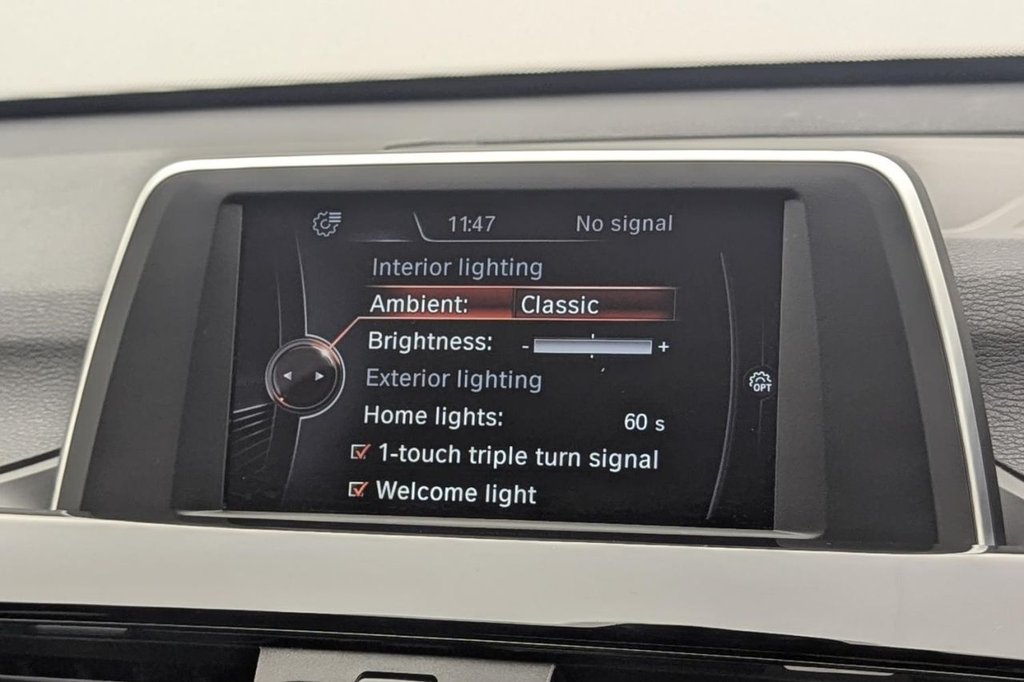 11:47 No signal
Interior lighting
Ambient: Classic
Brightness: - +
Exterior lighting
OPT
Home lights: 60 s
1-touch triple turn signal
Welcome light